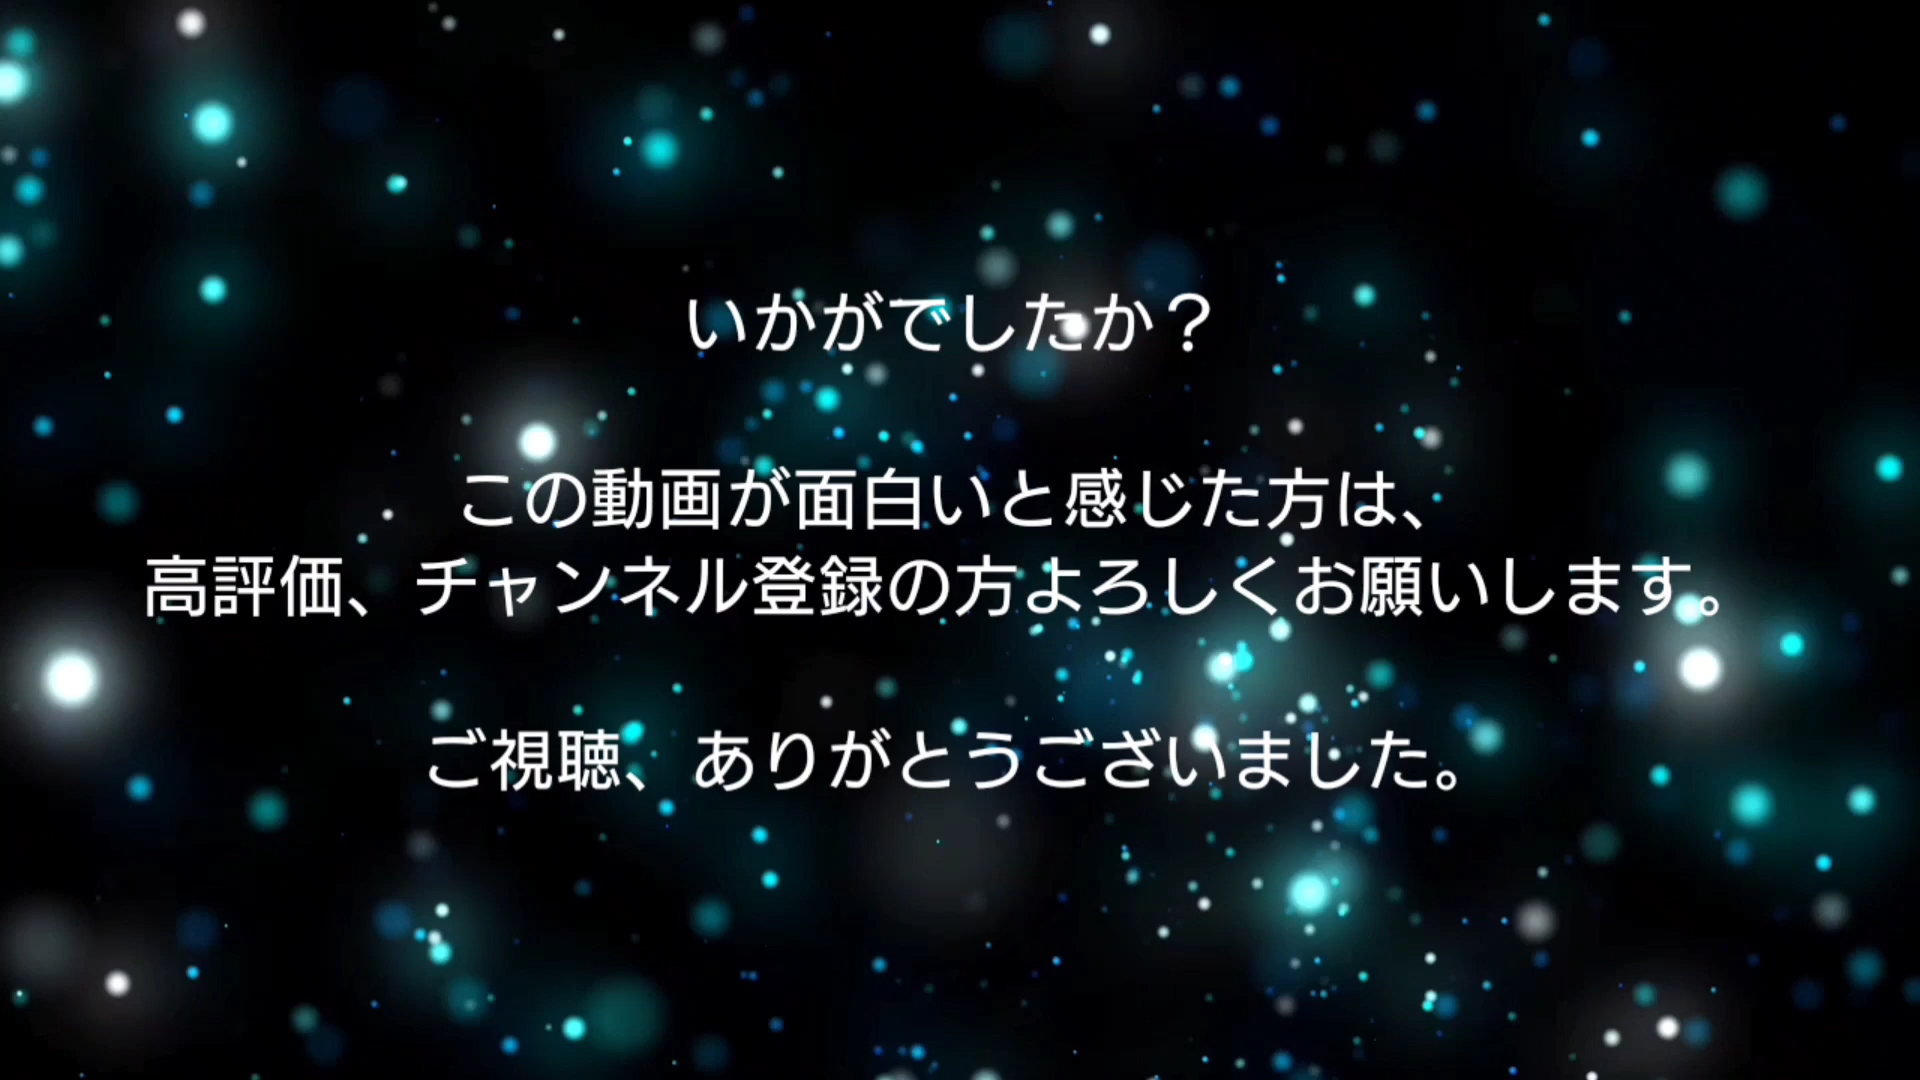 いかがでしたか？
この動画が面白いと感じた方は、
高評価、チャンネル登録の方よろしくお願いします。
ご視聴、ありがとうございました。